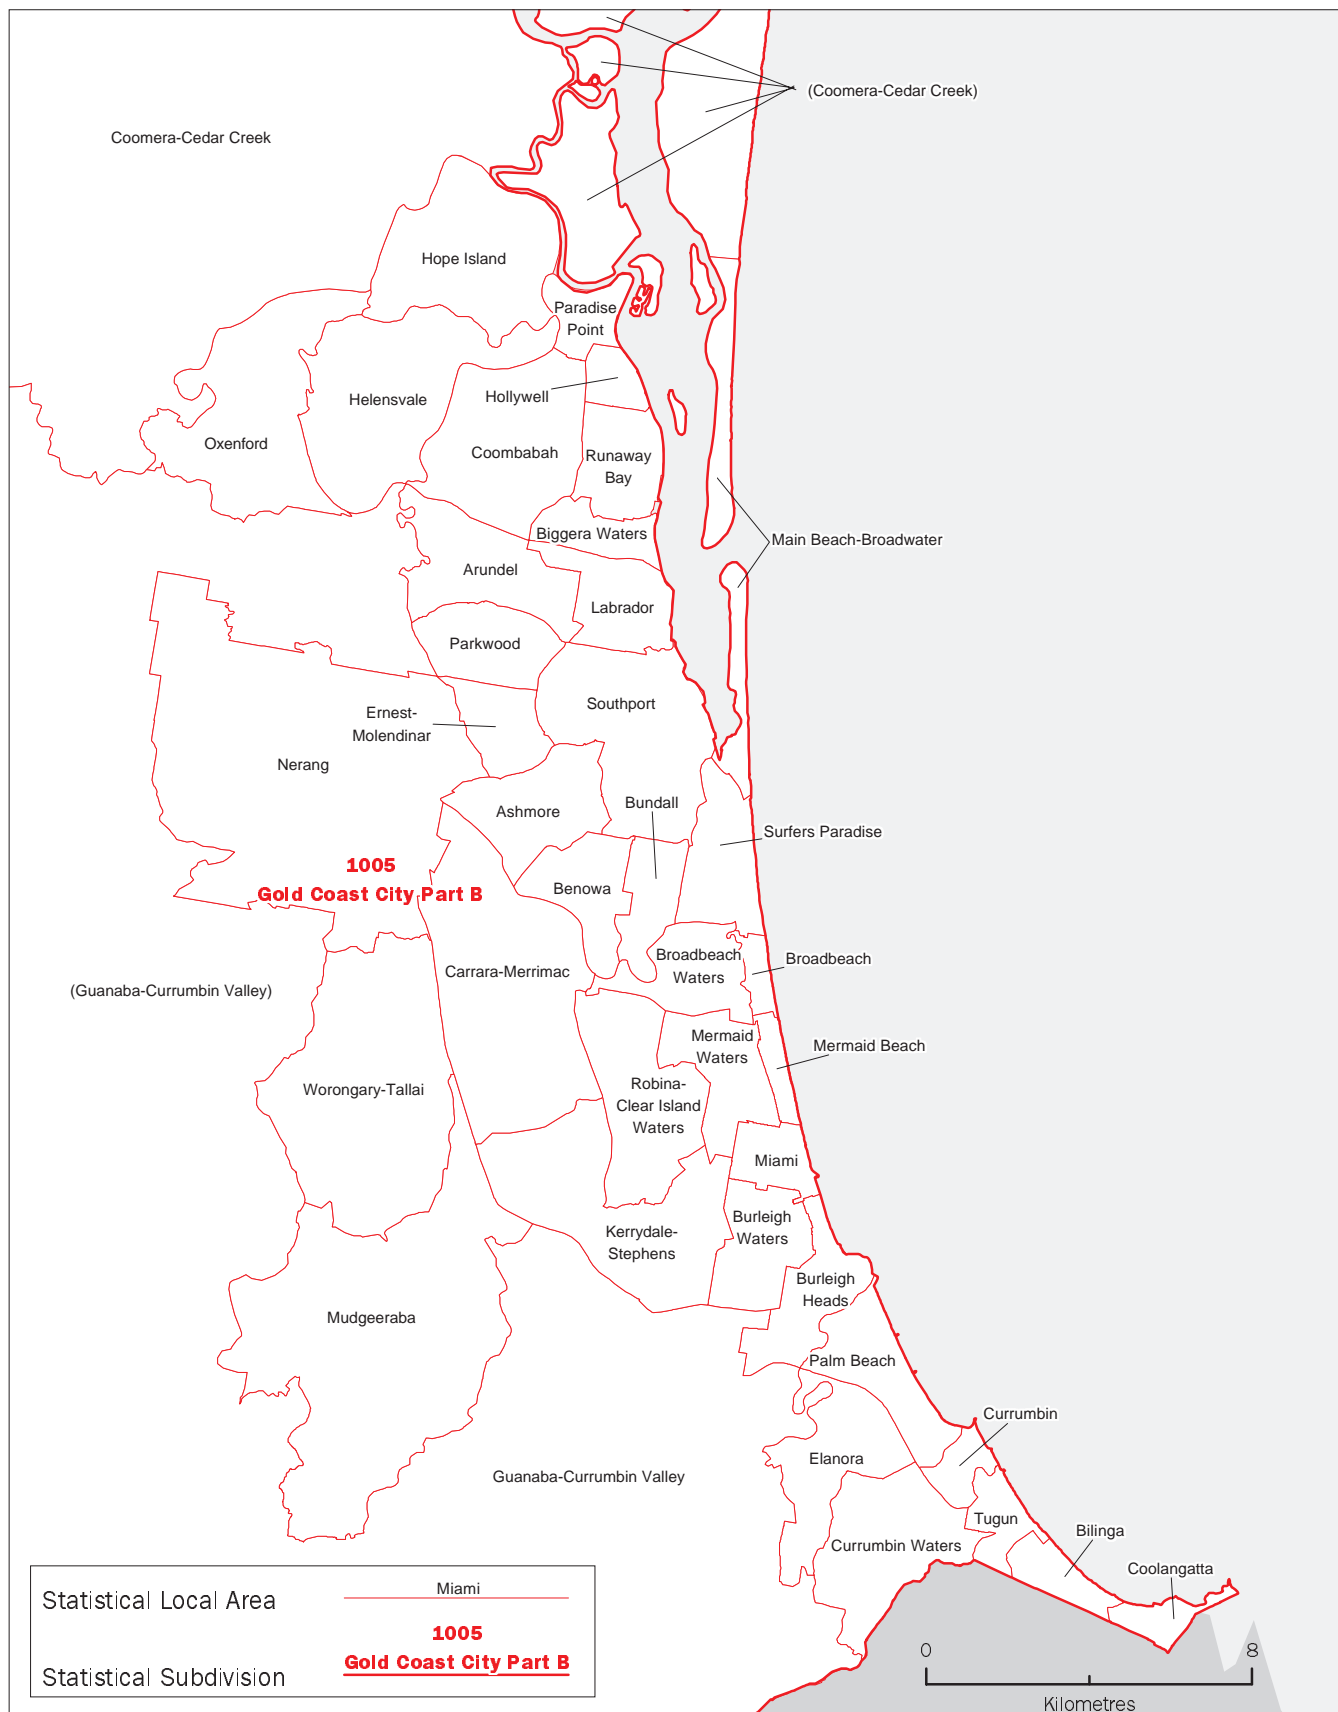 (Coomera-Cedar Creek)
Coomera-Cedar Creek
Hope Island
Paradise
Point
Hollywell
Helensvale
Oxenford
Coombabah
Runaway
Bay
Biggera Waters
Main Beach-Broadwater
Arundel
Labrador
Parkwood
Southport
Ernest-
Molendinar
Nerang
Bundall
Ashmore
Surfers Paradise
1005
Gold Coast City Part B
Benowa
Broadbeach
Waters
Broadbeach
Carrara-Merrimac
(Guanaba-Currumbin Valley)
Mermaid
Waters
Mermaid Beach
Worongary-Tallai
Robina-
Clear Island
Waters
Miami
Burleigh
Waters
Kerrydale-
Stephens
Burleigh
Heads
Mudgeeraba
Palm Beach
Currumbin
Elanora
Guanaba-Currumbin Valley
Tugun
Bilinga
Currumbin Waters
Coolangatta
Statistical Local Area
Miami
1005
Gold Coast City Part B
Statistical Subdivision
0 8
Kilometres